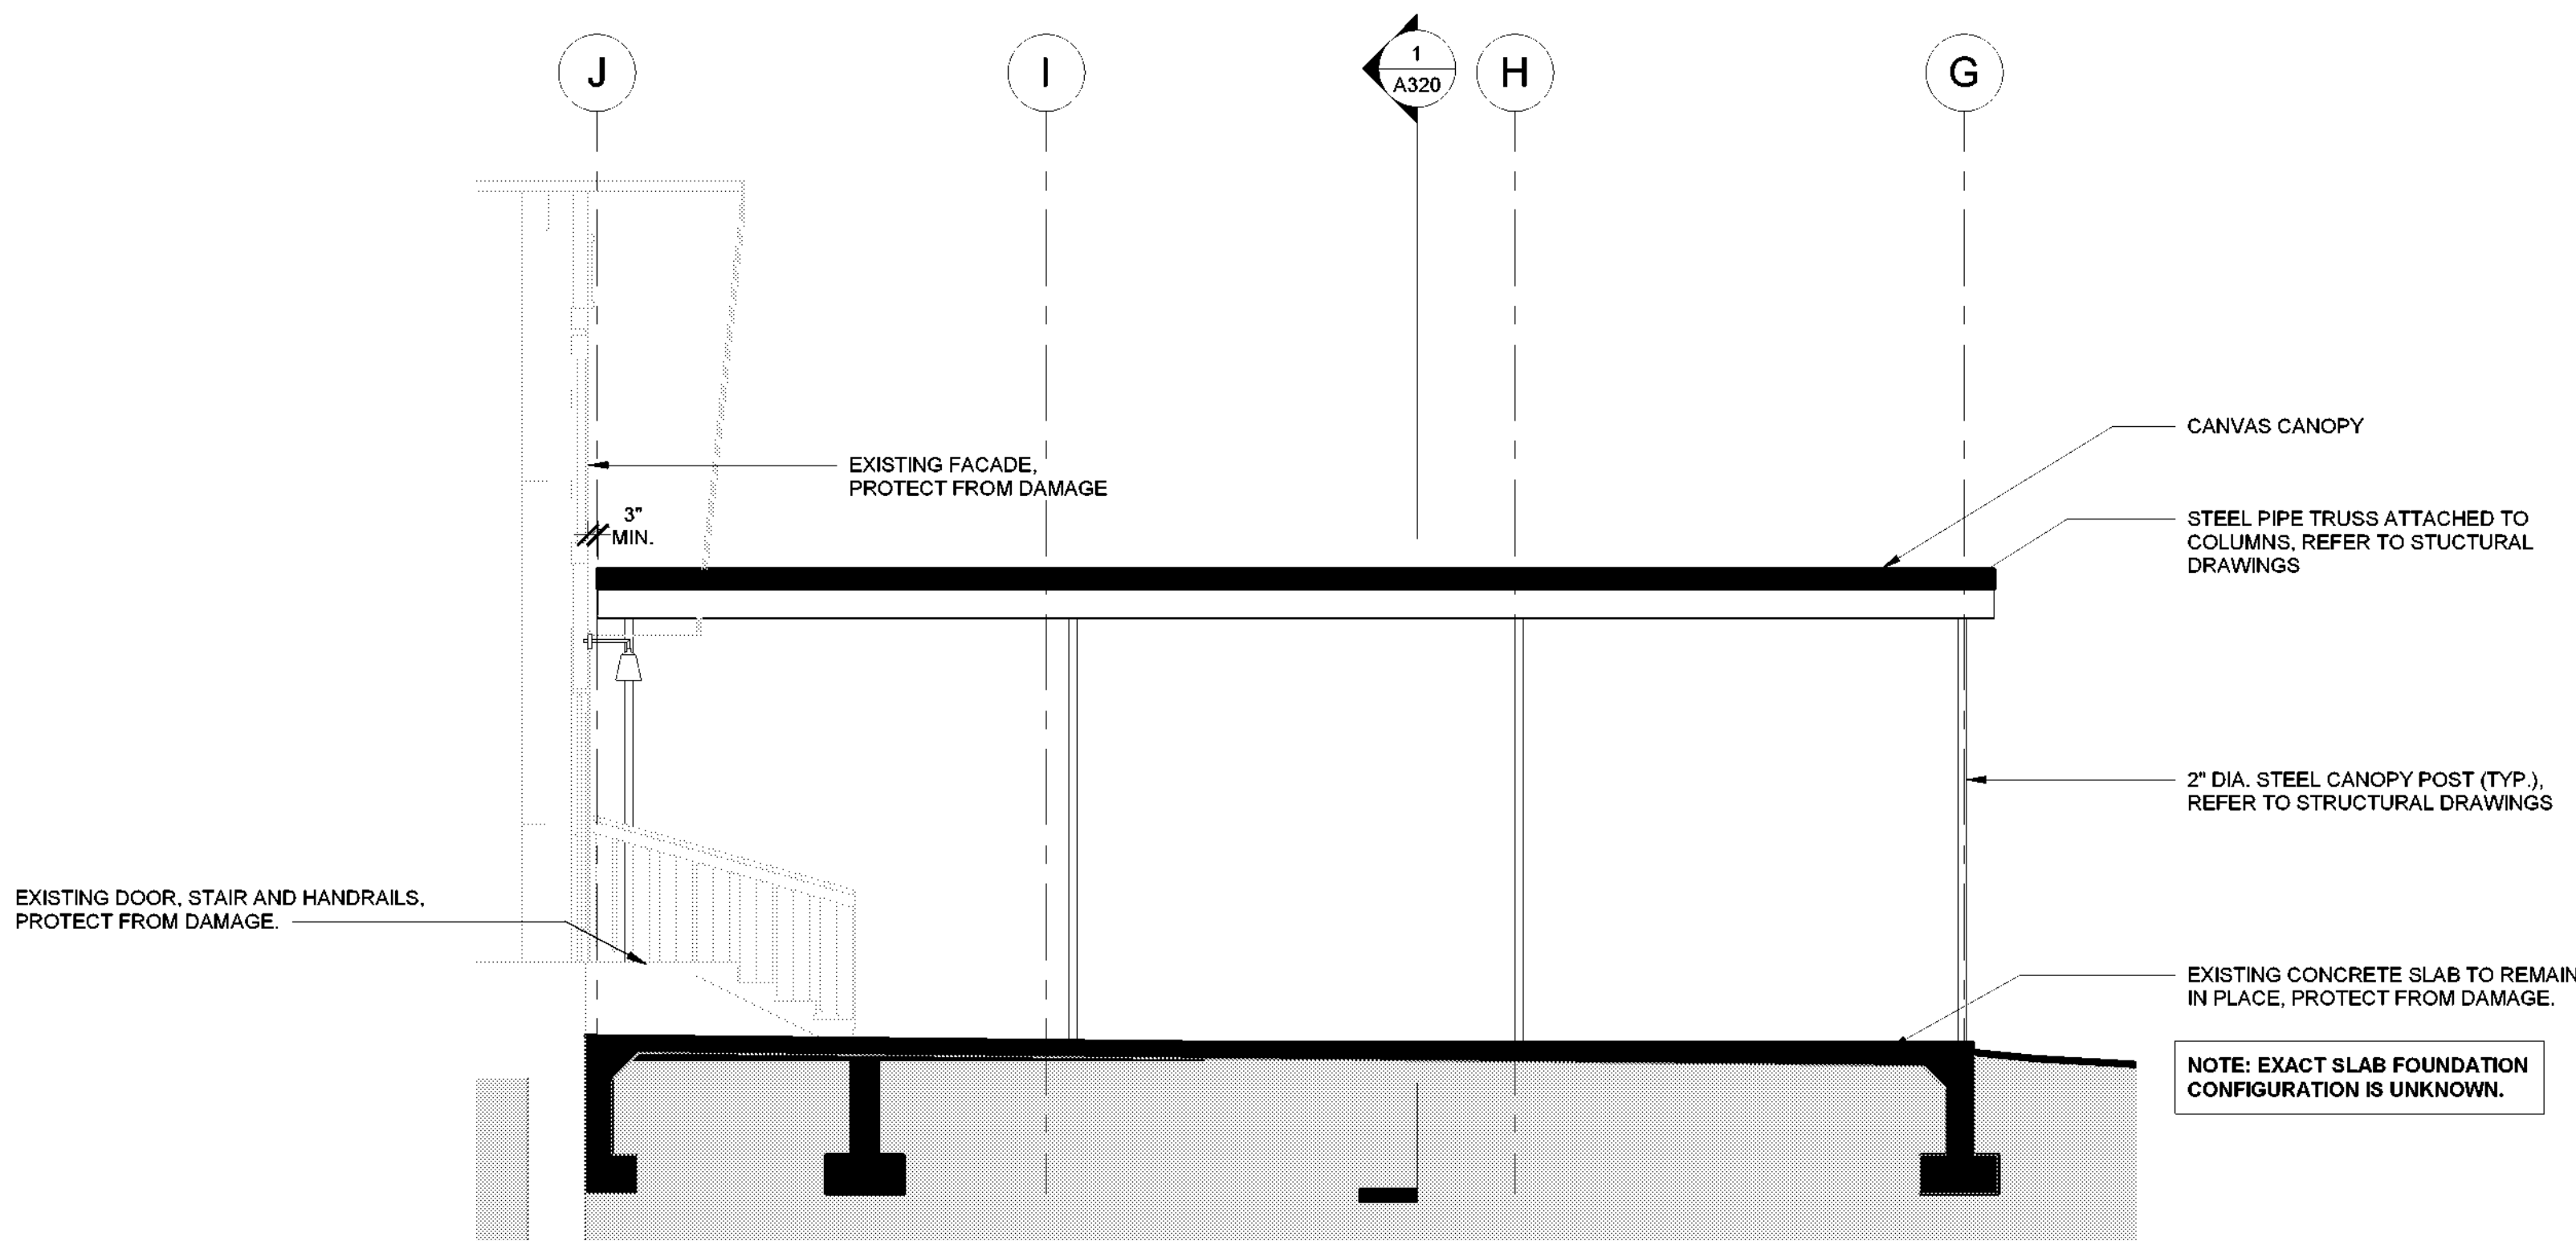 J
I
1
A320
H
G
CANVAS CANOPY
EXISTING FACADE,
PROTECT FROM DAMAGE
3"
MIN.
STEEL PIPE TRUSS ATTACHED TO
COLUMNS, REFER TO STUCTURAL
DRAWINGS
2" DIA. STEEL CANOPY POST (TYP.),
REFER TO STRUCTURAL DRAWINGS
EXISTING DOOR, STAIR AND HANDRAILS,
PROTECT FROM DAMAGE.
EXISTING CONCRETE SLAB TO REMAIN
IN PLACE, PROTECT FROM DAMAGE.
NOTE: EXACT SLAB FOUNDATION
CONFIGURATION IS UNKNOWN.